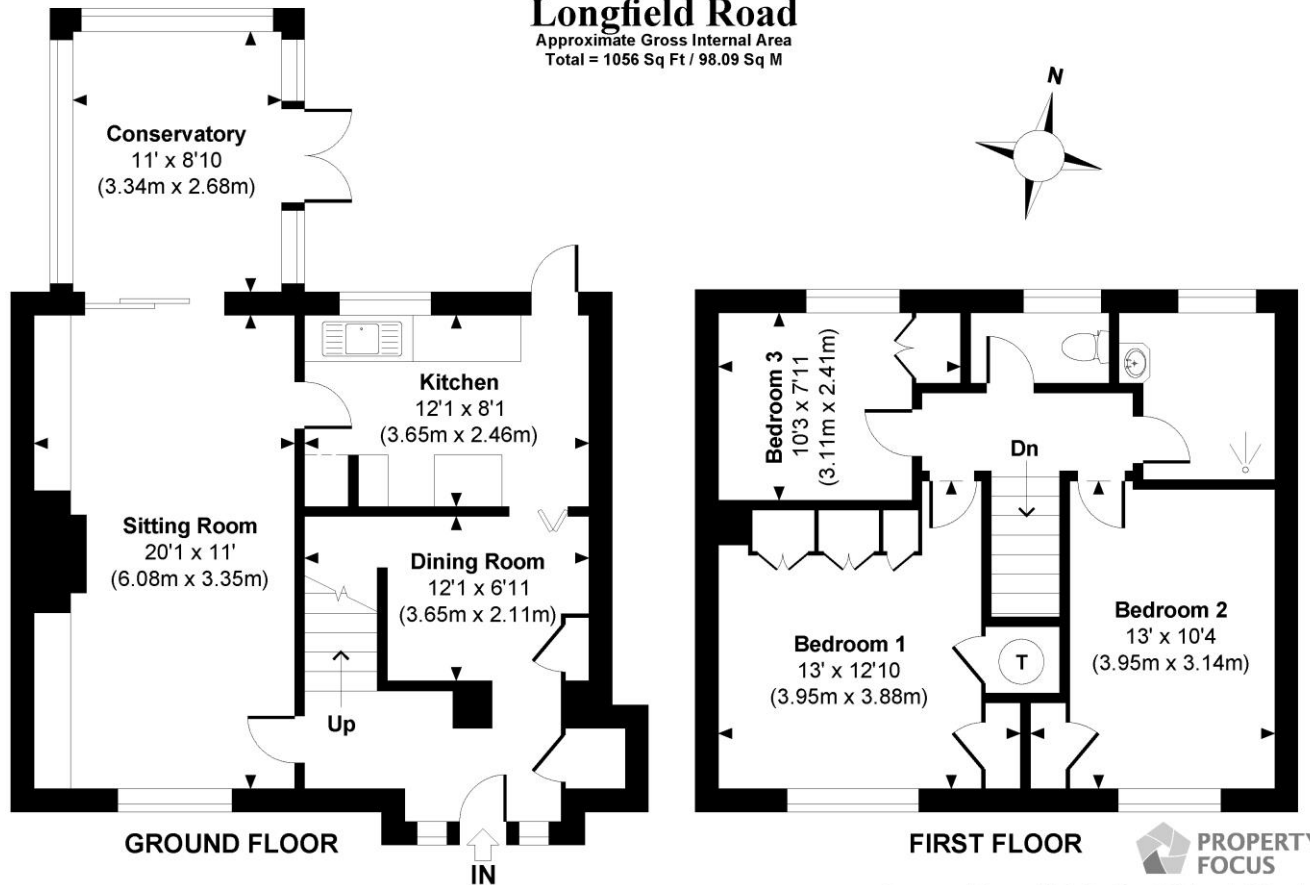 Longfield Road
Approximate Gross Internal Area
Total = 1056 Sq Ft / 98.09 Sq M
N
Conservatory
11' x 8'10
(3.34m x 2.68m)
Kitchen
12'1 x 8'1
(3.65m x 2.46m)
Sitting Room
20'1 x 11'
(6.08m x 3.35m)
Dining Room
12'1 x 6'11
(3.65m x 2.11m)
Up
IN
GROUND FLOOR
Bedroom 3
10'3 x 7'11
(3.11m x 2.41m)
Dn
Bedroom 1
13' x 12'10
(3.95m x 3.88m)
T
Bedroom 2
13' x 10'4
(3.95m x 3.14m)
FIRST FLOOR
PROPERTY
FOCUS